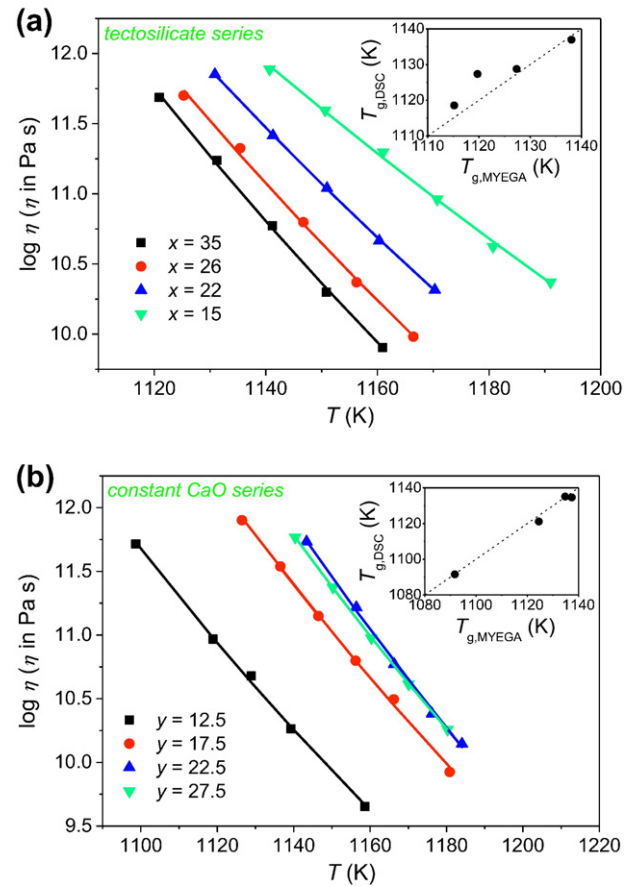 (a)
tectosilicate series
log η (η in Pa s)
12.0
11.5
11.0
10.5
10.0
x = 35
x = 26
x = 22
x = 15
1120
1140
1160
1180
1200
T (K)
T g,DSC (K)
1140
1130
1120
1110
1110
1120
1130
1140
T g,MYEGA (K)
(b)
constant CaO series
log η (η in Pa s)
12.0
11.5
11.0
10.5
10.0
9.5
y = 12.5
y = 17.5
y = 22.5
y = 27.5
1100
1120
1140
1160
1180
1200
1220
T (K)
T g,DSC (K)
1140
1120
1100
1080
1080
1100
1120
1140
T g,MYEGA (K)